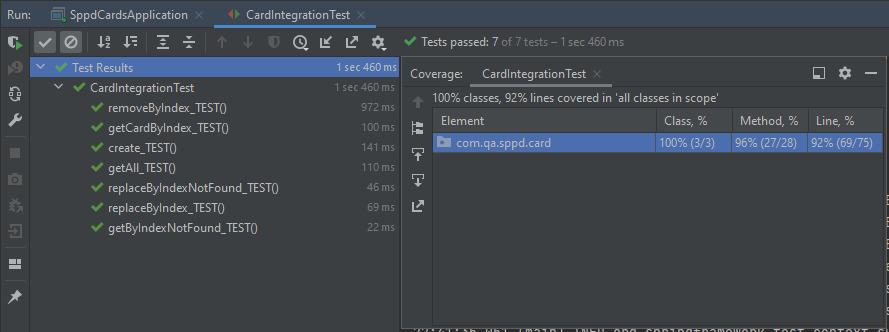 Run: SppdCardsApplication × CardIntegrationTest ×
Tests passed: 7 of 7 tests – 1 sec 460 ms
Test Results 1 sec 460 ms
CardIntegrationTest 1 sec 460 ms
removeByIndex_TEST() 972 ms
getCardByIndex_TEST() 100 ms
create_TEST() 141 ms
getAll_TEST() 110 ms
replaceByIndexNotFound_TEST() 46 ms
replaceByIndex_TEST() 69 ms
getByIndexNotFound_TEST() 22 ms
Coverage: CardIntegrationTest ×
100% classes, 92% lines covered in 'all classes in scope'
Element Class, % Method, % Line, %
com.qa.sppd.card 100% (3/3) 96% (27/28) 92% (69/75)